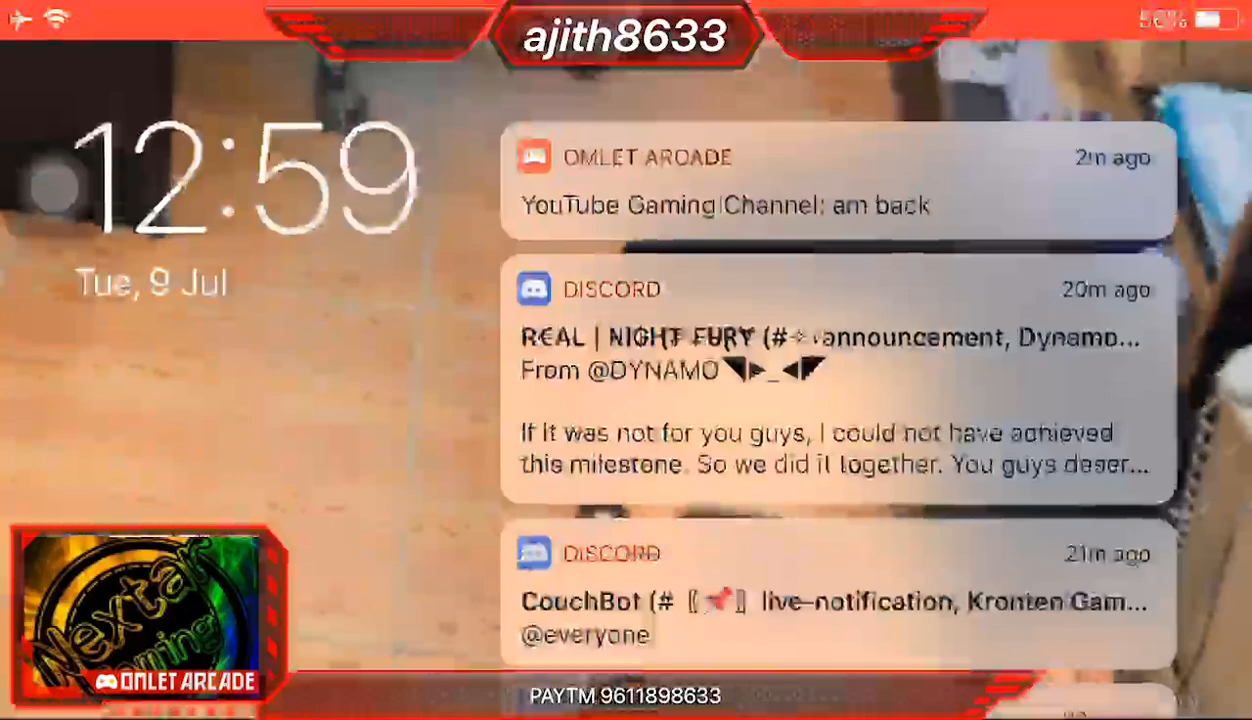 ajith8633
56%
12:59
Tue, 9 Jul
OMLET ARCADE
2m ago
YouTube Gaming Channel: am back
DISCORD
20m ago
REAL | NIGHT FURY (# announcement, Dynamo...
From @DYNAMO◥▶_◀◤
If it was not for you guys, I could not have achieved
this milestone. So we did it together. You guys deser...
DISCORD
21m ago
CouchBot (# 〚📌〛 live-notification, Kronten Gam...
@everyone
Nextar
Gaming
OMLET ARCADE
PAYTM 9611898633